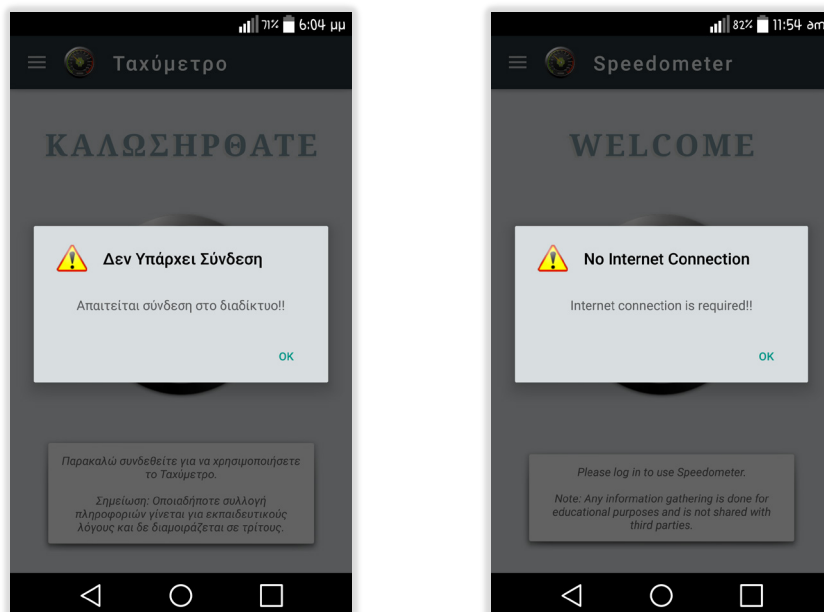 71% 6:04 μμ
Ταχύμετρο
ΚΑΛΩΣΗΡΘΑΤΕ
Δεν Υπάρχει Σύνδεση
Απαιτείται σύνδεση στο διαδίκτυο!!
OK
Παρακαλώ συνδεθείτε για να χρησιμοποιήσετε
το Ταχύμετρο.
Σημείωση: Οποιαδήποτε συλλογή
πληροφοριών γίνεται για εκπαιδευτικούς
λόγους και δε διαμοιράζεται σε τρίτους.
82% 11:54 am
Speedometer
WELCOME
No Internet Connection
Internet connection is required!!
OK
Please log in to use Speedometer.
Note: Any information gathering is done for
educational purposes and is not shared with
third parties.